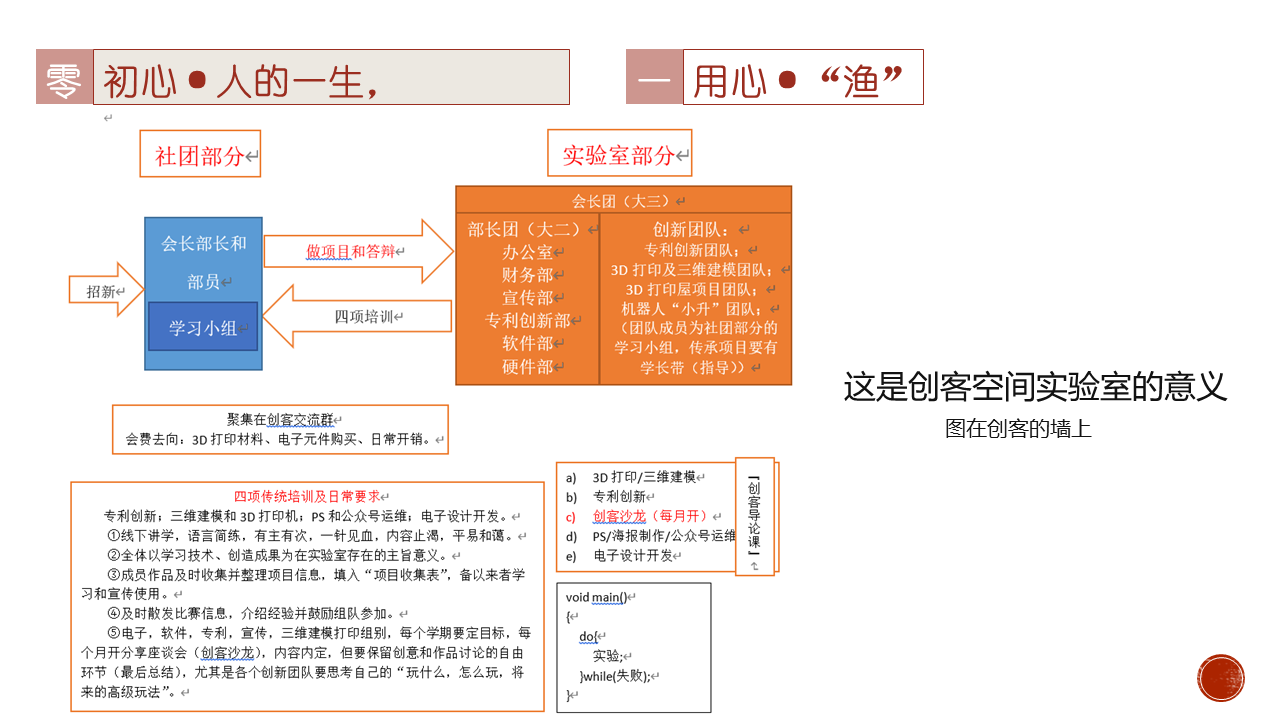 零 初心●人的一生，
一 用心●“渔”
社团部分
实验室部分
招新
会长部长和
部员
学习小组
做项目和答辩
四项培训
会长团（大三）
部长团（大二）
办公室
财务部
宣传部
专利创新部
软件部
硬件部
创新团队：
专利创新团队；
3D 打印及三维建模团队；
3D 打印屋项目团队；
机器人“小升”团队；
（团队成员为社团部分的
学习小组，传承项目要有
学长带（指导））
这是创客空间实验室的意义
图在创客的墙上
聚集在创客交流群
会费去向：3D 打印材料、电子元件购买、日常开销。
四项传统培训及日常要求
专利创新；三维建模和 3D 打印机；PS 和公众号运维；电子设计开发。
①线下讲学，语言简练，有主有次，一针见血，内容止渴，平易和蔼。
②全体以学习技术、创造成果为在实验室存在的主旨意义。
③成员作品及时收集并整理项目信息，填入“项目收集表”，备以来者学
习和宣传使用。
④及时散发比赛信息，介绍经验并鼓励组队参加。
⑤电子，软件，专利，宣传，三维建模打印组别，每个学期要定目标，每
个月开分享座谈会（创客沙龙），内容内定，但要保留创意和作品讨论的自由
环节（最后总结），尤其是各个创新团队要思考自己的“玩什么，怎么玩，将
来的高级玩法”。
a) 3D 打印/三维建模
b) 专利创新
c) 创客沙龙（每月开）
d) PS/海报制作/公众号运维
e) 电子设计开发
『创客导论课』
void main()
{
do{
实验;
}while(失败);
}